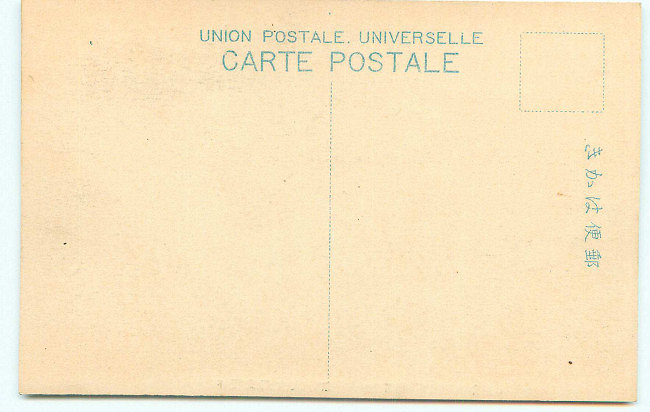 UNION POSTALE. UNIVERSELLE
CARTE POSTALE
きかは便郵